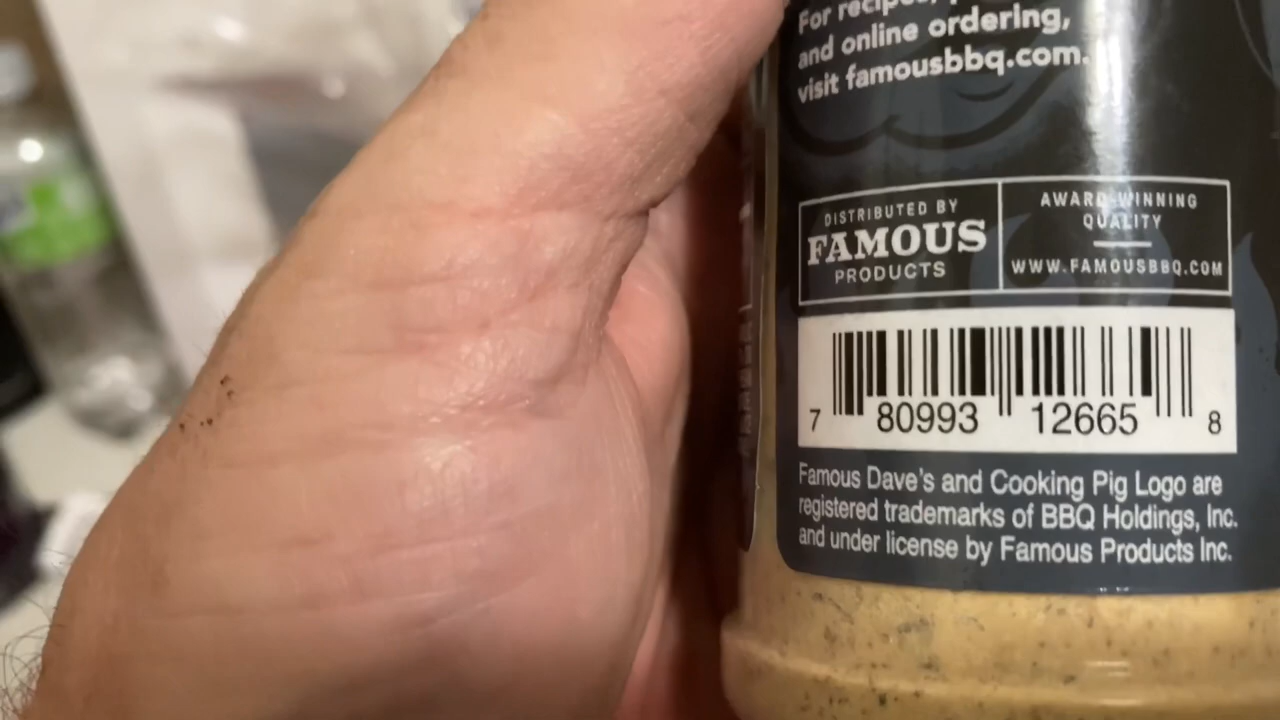 For recipes,
and online ordering,
visit famousbbq.com.
DISTRIBUTED BY
FAMOUS
PRODUCTS
AWARD-WINNING
QUALITY
WWW.FAMOUSBBQ.COM
7 80993 12665 8
Famous Dave's and Cooking Pig Logo are
registered trademarks of BBQ Holdings, Inc.
and under license by Famous Products Inc.